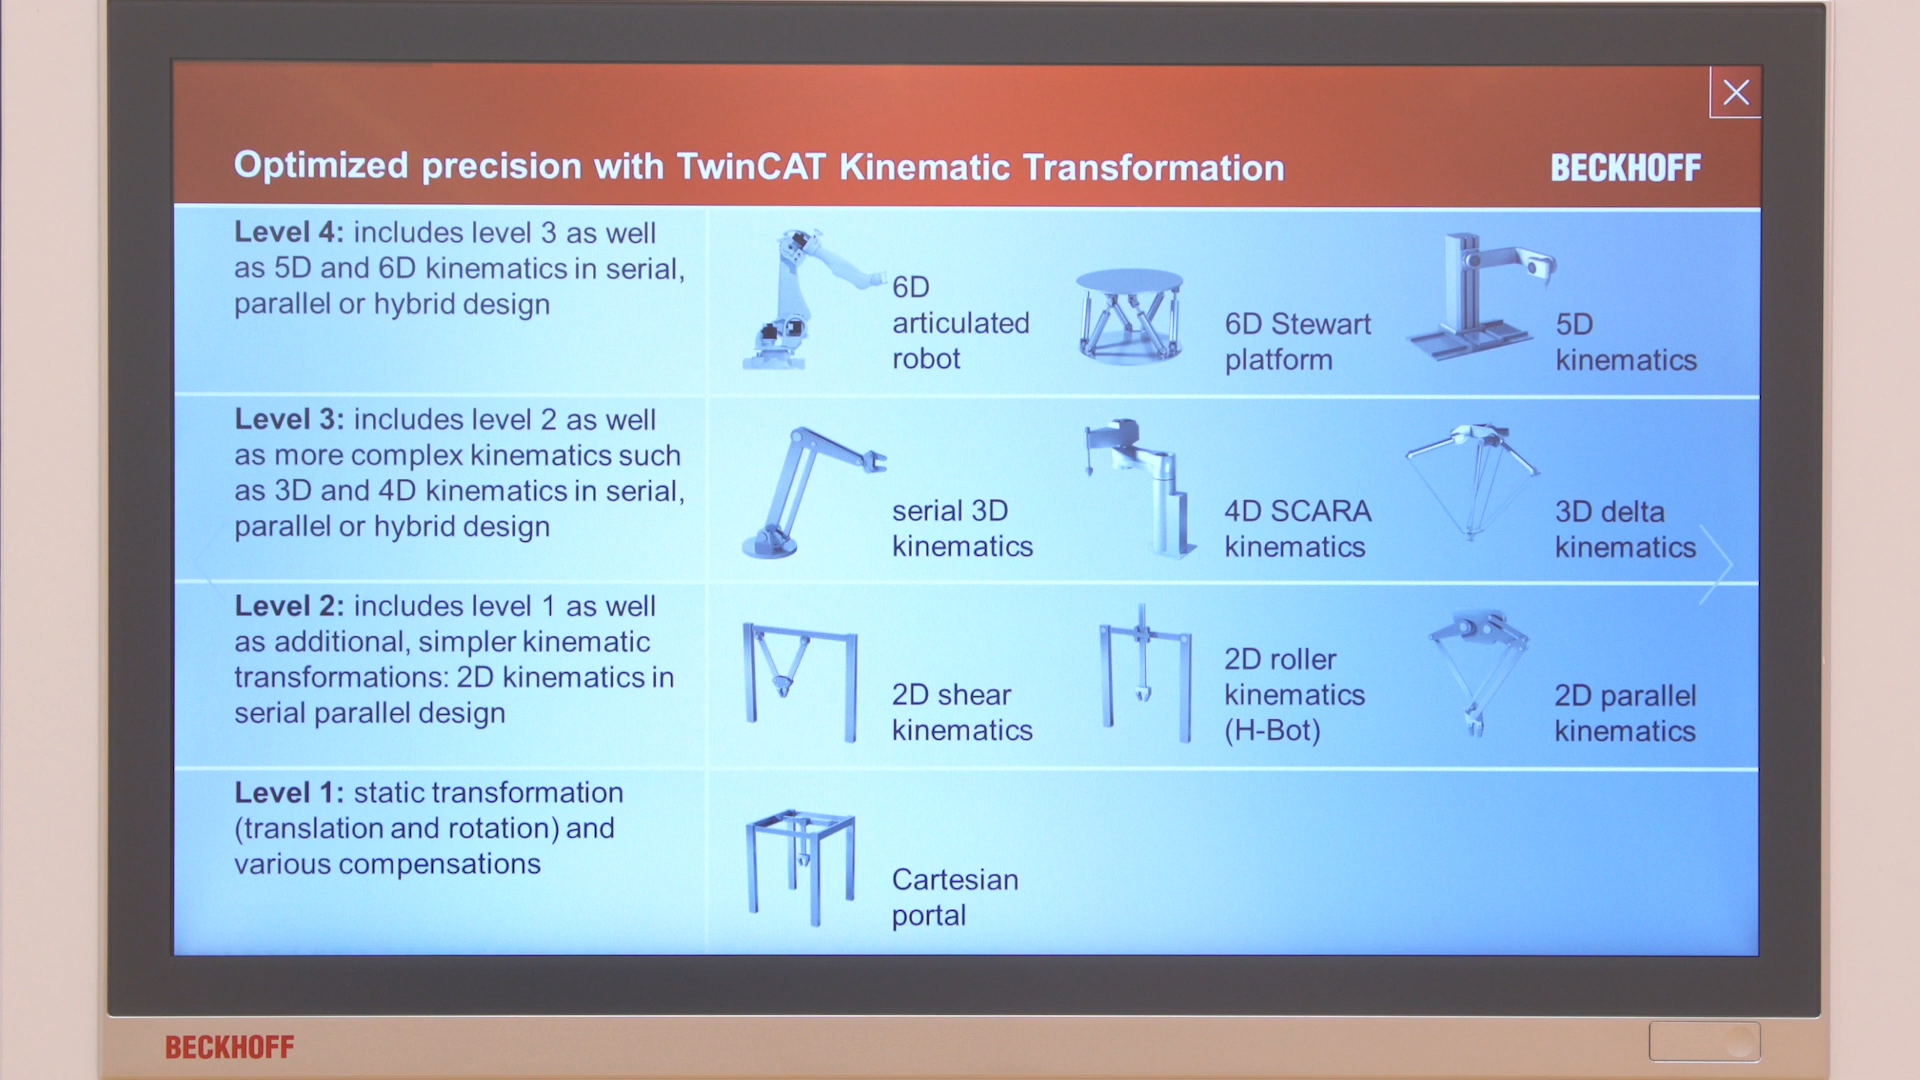 Optimized precision with TwinCAT Kinematic Transformation
BECKHOFF
Level 4: includes level 3 as well
as 5D and 6D kinematics in serial,
parallel or hybrid design
6D
articulated
robot
6D Stewart
platform
5D
kinematics
Level 3: includes level 2 as well
as more complex kinematics such
as 3D and 4D kinematics in serial,
parallel or hybrid design
serial 3D
kinematics
4D SCARA
kinematics
3D delta
kinematics
Level 2: includes level 1 as well
as additional, simpler kinematic
transformations: 2D kinematics in
serial parallel design
2D shear
kinematics
2D roller
kinematics
(H-Bot)
2D parallel
kinematics
Level 1: static transformation
(translation and rotation) and
various compensations
Cartesian
portal
BECKHOFF